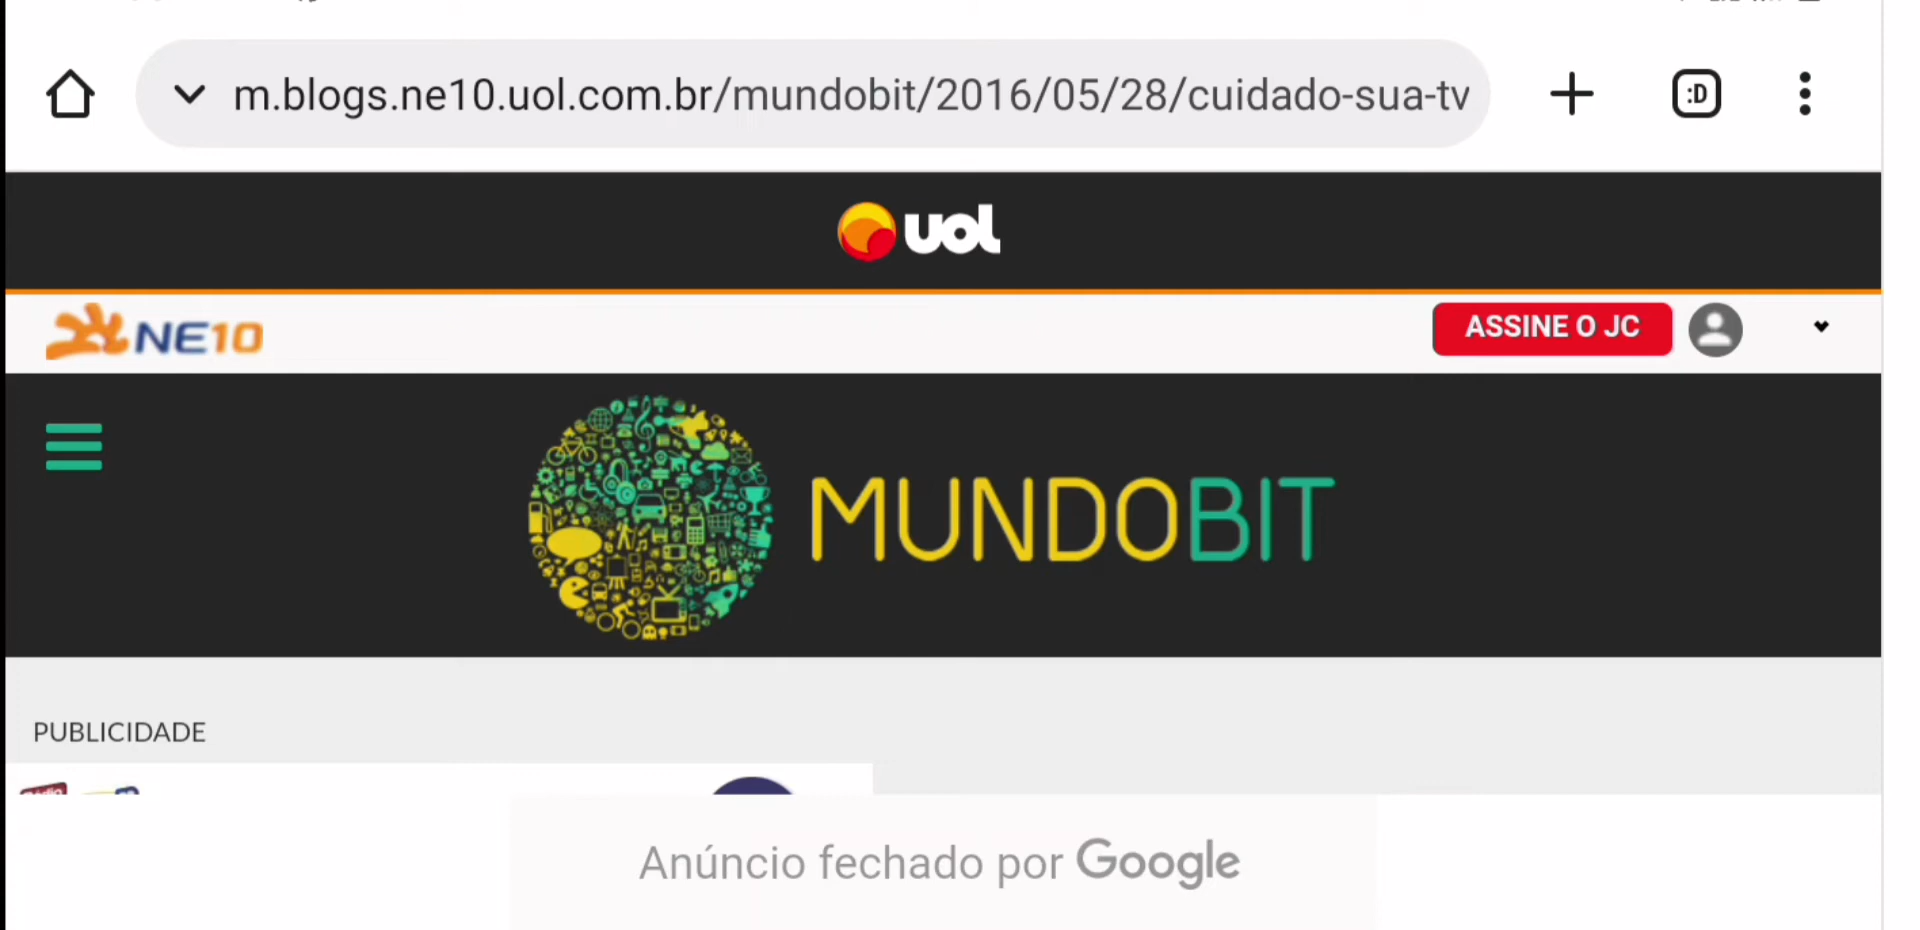 m.blogs.ne10.uol.com.br/mundobit/2016/05/28/cuidado-sua-tv
:D
uol
NE10
ASSINE O JC
MUNDOBIT
PUBLICIDADE
Anúncio fechado por Google